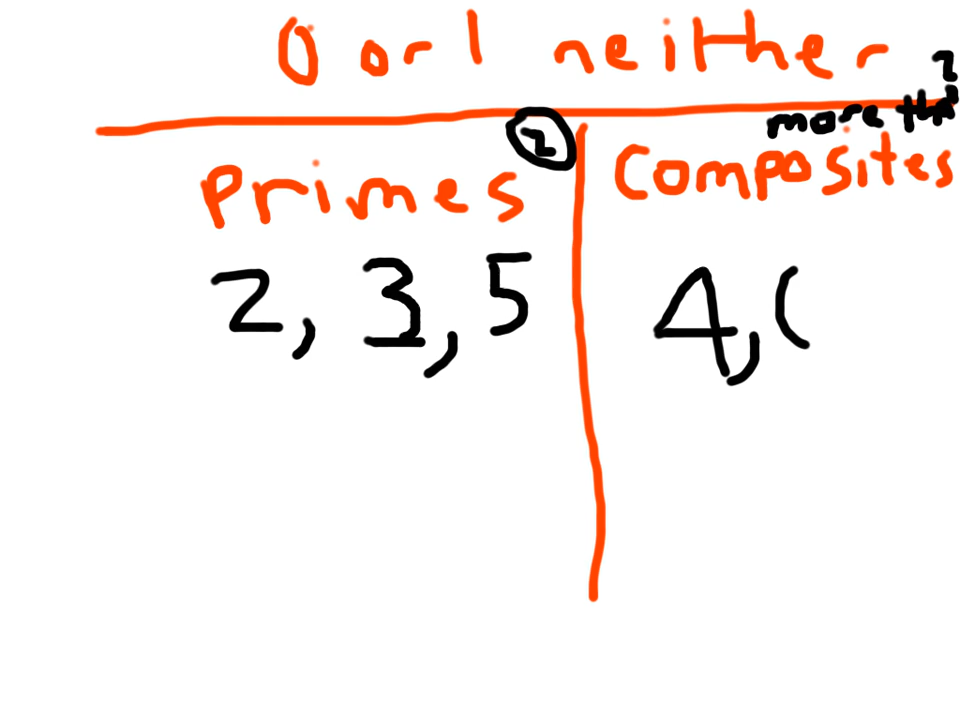 0 or 1 neither
2
more than
2
Primes
Composites
2, 3, 5
4, (